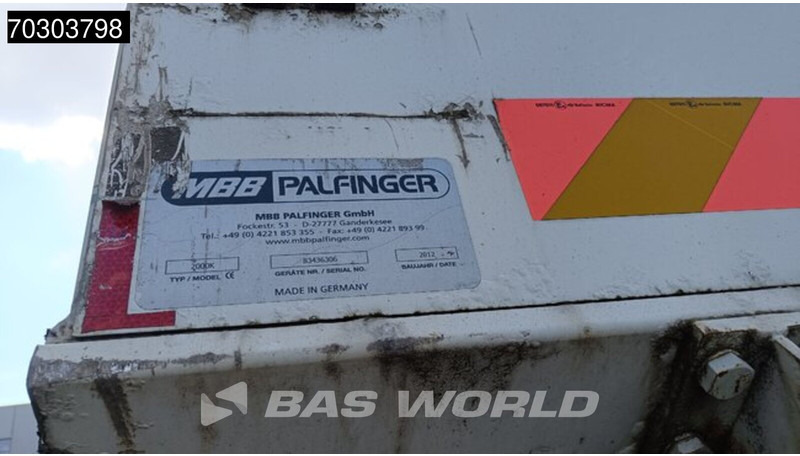 70303798
MBB PALFINGER
MBB PALFINGER GmbH
Fockestr. 53 - D-27777 Ganderkesee
Tel.: +49 (0) 4221 853 355 - Fax: +49 (0) 4221 893 99
www.mbbpalfinger.com
2000K 83436306 2012
TYP / MODEL CE GERÄTE NR. / SERIAL NO. BAUJAHR / DATE
MADE IN GERMANY
BAS WORLD